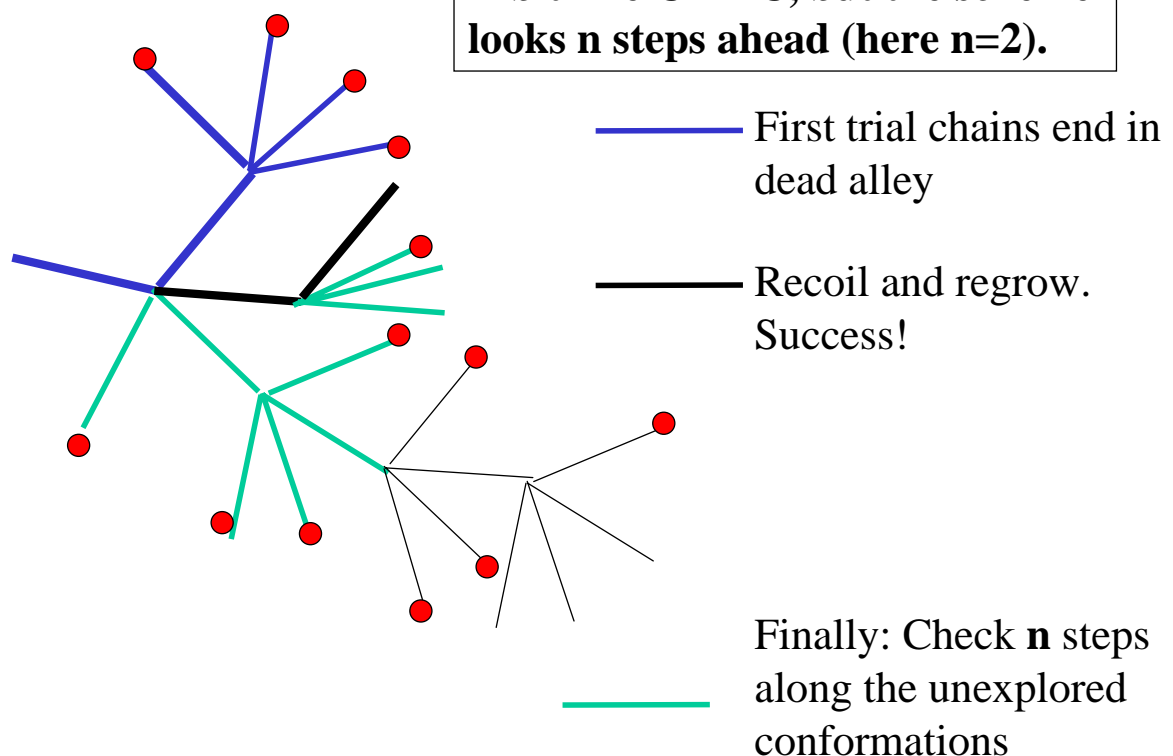 looks n steps ahead (here n=2).
First trial chains end in
dead alley
Recoil and regrow.
Success!
Finally: Check n steps
along the unexplored
conformations